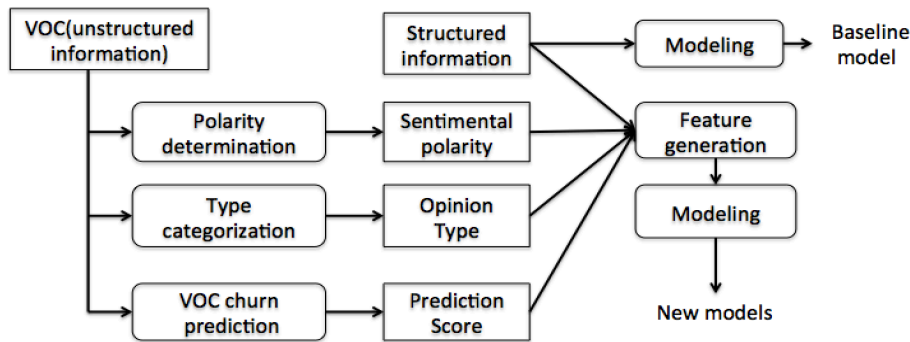 VOC(unstructured
information)
Structured
information
Modeling
Baseline
model
Polarity
determination
Sentimental
polarity
Feature
generation
Type
categorization
Opinion
Type
Modeling
VOC churn
prediction
Prediction
Score
New models